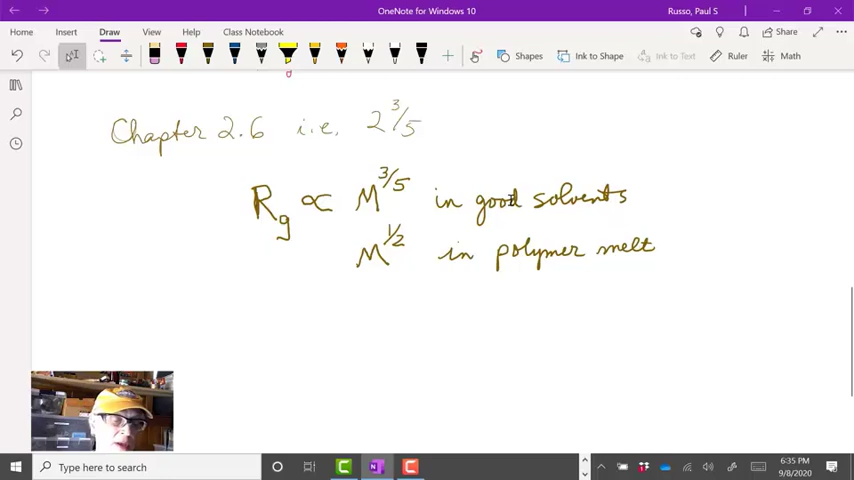 OneNote for Windows 10
Russo, Paul S
Home Insert Draw View Help Class Notebook
Share
Shapes Ink to Shape Ink to Text Ruler Math
Chapter 2.6 i.e. 2 3/5
Rg ∝ M^3/5 in good solvents
M^1/2 in polymer melt
Type here to search
6:35 PM
9/8/2020